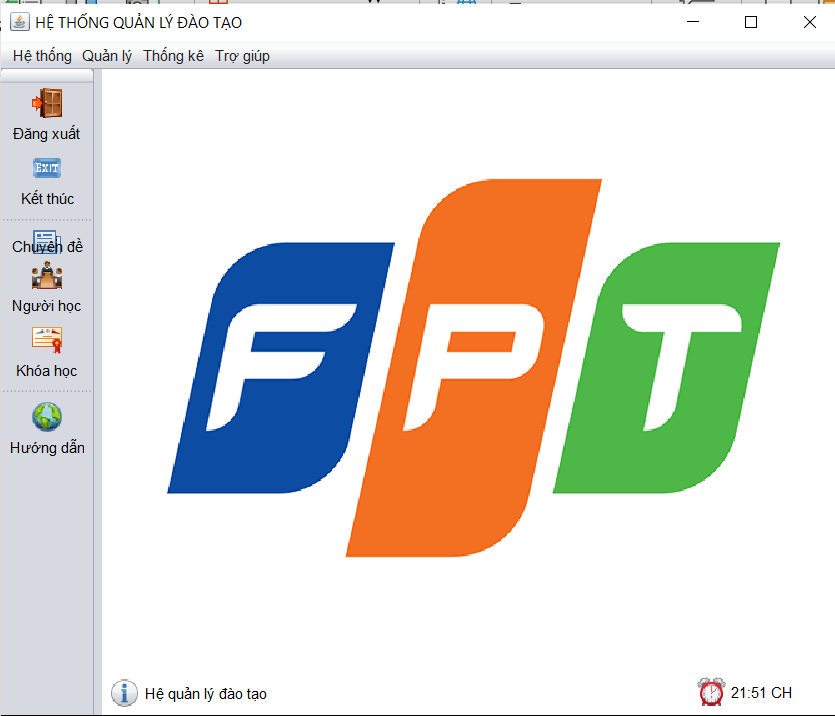 HỆ THỐNG QUẢN LÝ ĐÀO TẠO
Hệ thống Quản lý Thống kê Trợ giúp
Đăng xuất
EXIT
Kết thúc
Chuyên đề
Người học
Khóa học
Hướng dẫn
FPT
Hệ quản lý đào tạo
21:51 CH